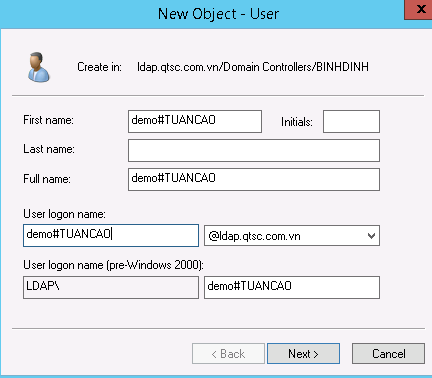 New Object - User
x
Create in: ldap.qtsc.com.vn/Domain Controllers/BINHDINH
First name: demo#TUANCAO Initials:
Last name:
Full name: demo#TUANCAO
User logon name:
demo#TUANCAO @ldap.qtsc.com.vn
User logon name (pre-Windows 2000):
LDAP\ demo#TUANCAO
< Back Next > Cancel